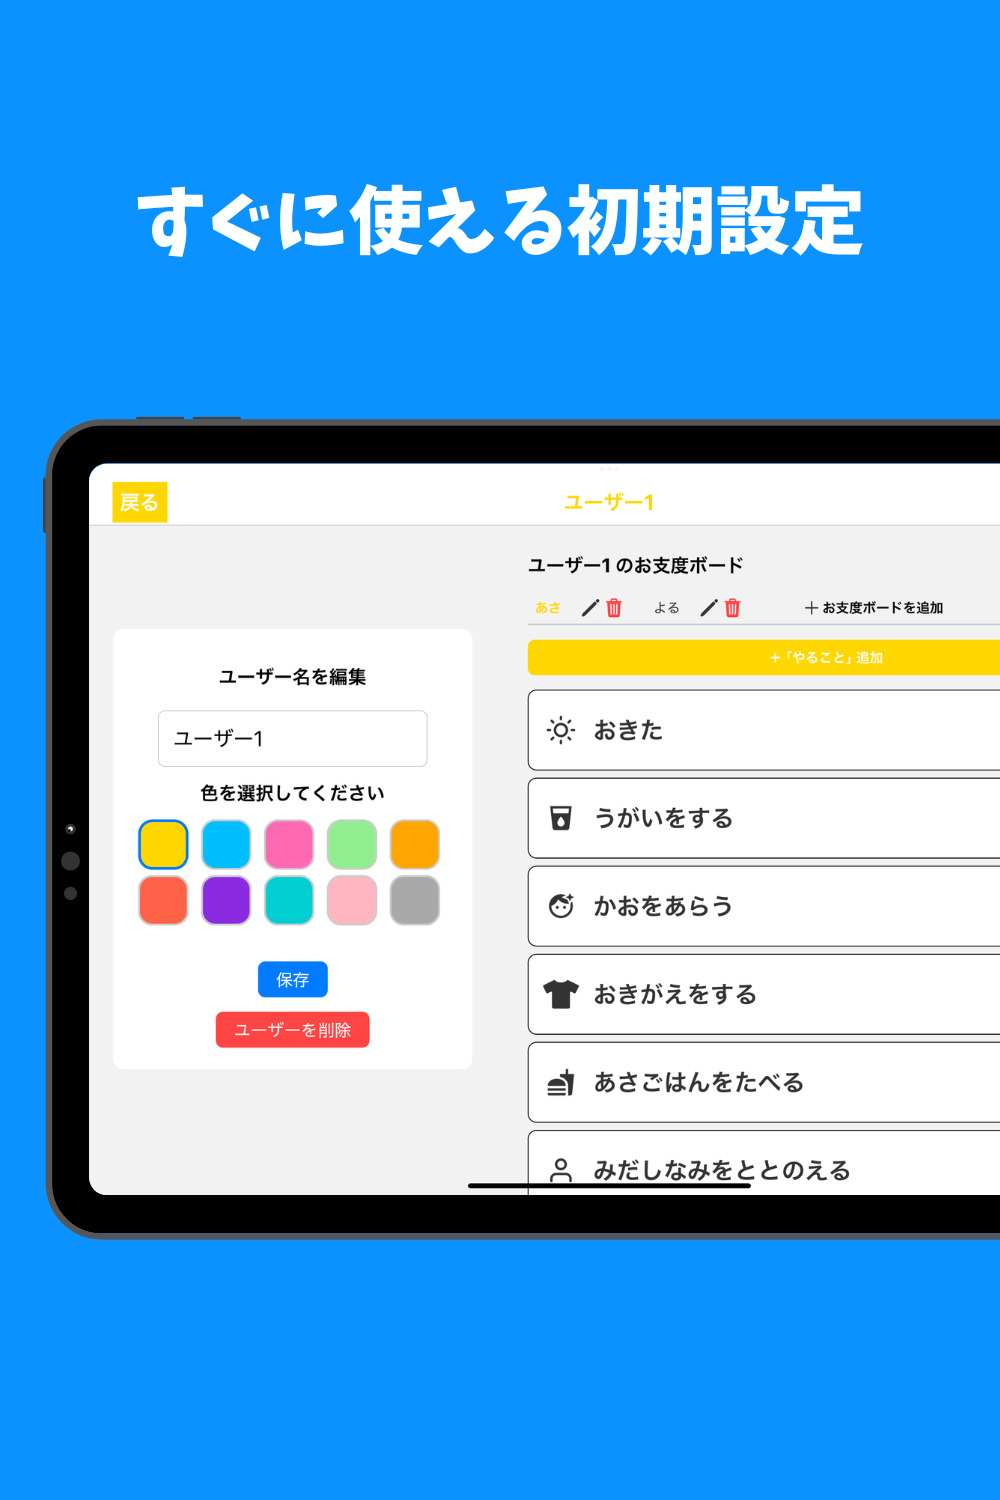 すぐに使える初期設定
戻る
ユーザー1
ユーザー1 のお支度ボード
あさ よる ＋お支度ボードを追加
＋「やること」追加
ユーザー名を編集
ユーザー1
色を選択してください
保存
ユーザーを削除
おきた
うがいをする
かおをあらう
おきがえをする
あさごはんをたべる
みだしなみをととのえる